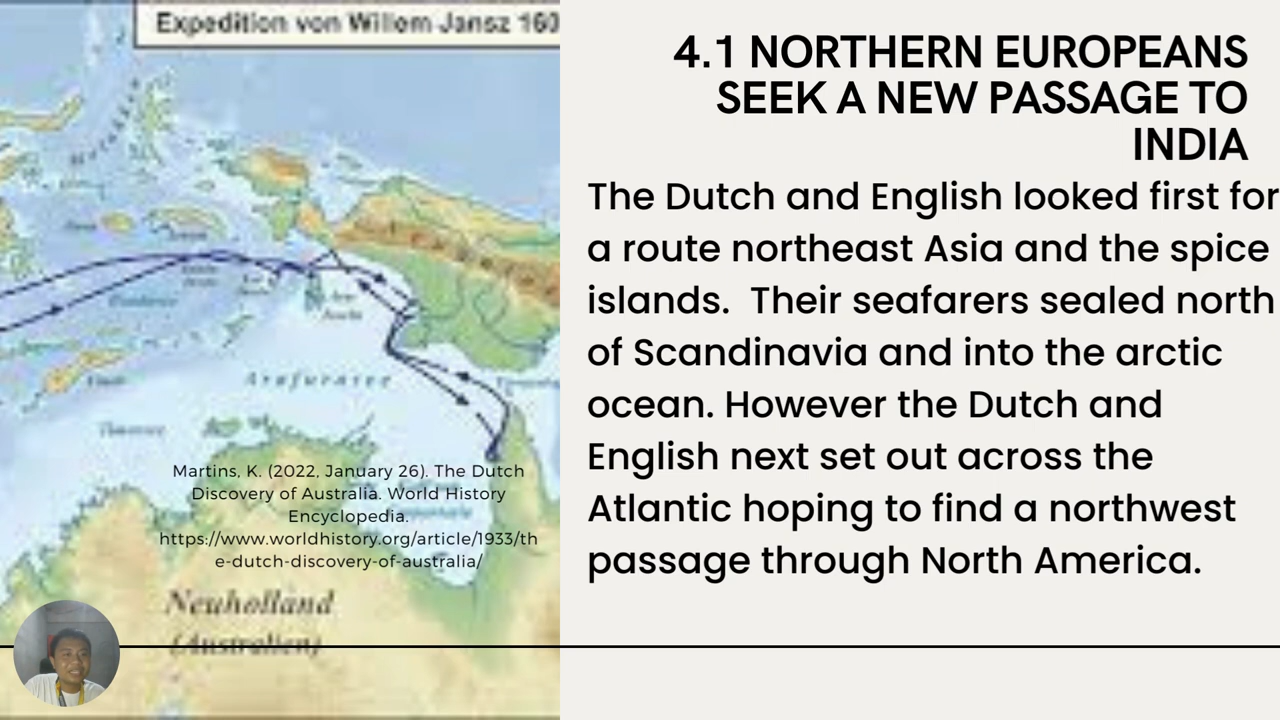 Expedition von Willem Jansz 160
4.1 NORTHERN EUROPEANS
SEEK A NEW PASSAGE TO
INDIA
The Dutch and English looked first for
a route northeast Asia and the spice
islands. Their seafarers sealed north
of Scandinavia and into the arctic
ocean. However the Dutch and
English next set out across the
Atlantic hoping to find a northwest
passage through North America.
Arafurasee
Martins, K. (2022, January 26). The Dutch
Discovery of Australia. World History
Encyclopedia.
https://www.worldhistory.org/article/1933/th
e-dutch-discovery-of-australia/
Neuholland
(Australien)